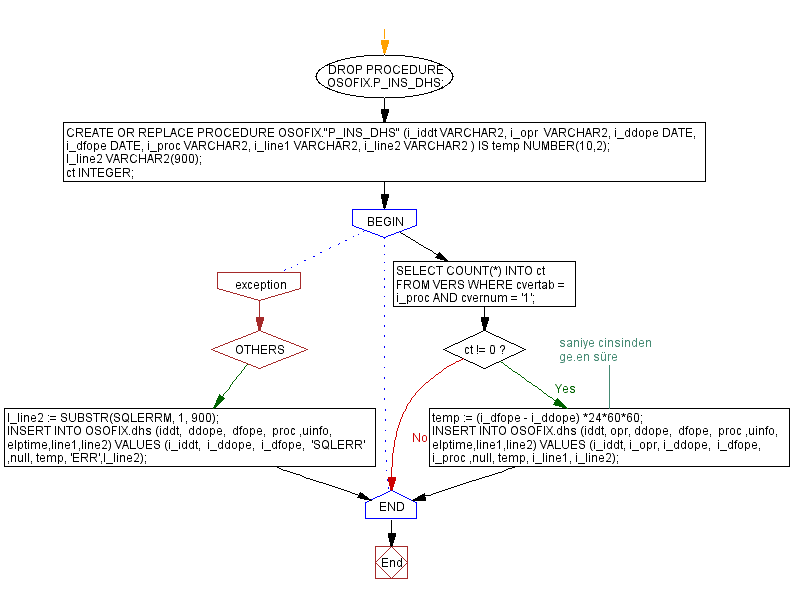 DROP PROCEDURE
OSOFIX.P_INS_DHS;
CREATE OR REPLACE PROCEDURE OSOFIX."P_INS_DHS" (i_iddt VARCHAR2, i_opr VARCHAR2, i_ddope DATE,
i_dfope DATE, i_proc VARCHAR2, i_line1 VARCHAR2, i_line2 VARCHAR2 ) IS temp NUMBER(10,2);
l_line2 VARCHAR2(900);
ct INTEGER;
BEGIN
SELECT COUNT(*) INTO ct
FROM VERS WHERE cvertab =
i_proc AND cvernum = '1';
exception
OTHERS
ct != 0 ?
saniye cinsinden
ge.en süre
Yes
No
l_line2 := SUBSTR(SQLERRM, 1, 900);
INSERT INTO OSOFIX.dhs (iddt, ddope, dfope, proc ,uinfo,
elptime,line1,line2) VALUES (i_iddt, i_ddope, i_dfope, 'SQLERR'
,null, temp, 'ERR',l_line2);
temp := (i_dfope - i_ddope) *24*60*60;
INSERT INTO OSOFIX.dhs (iddt, opr, ddope, dfope, proc ,uinfo,
elptime,line1,line2) VALUES (i_iddt, i_opr, i_ddope, i_dfope,
i_proc ,null, temp, i_line1, i_line2);
END
End